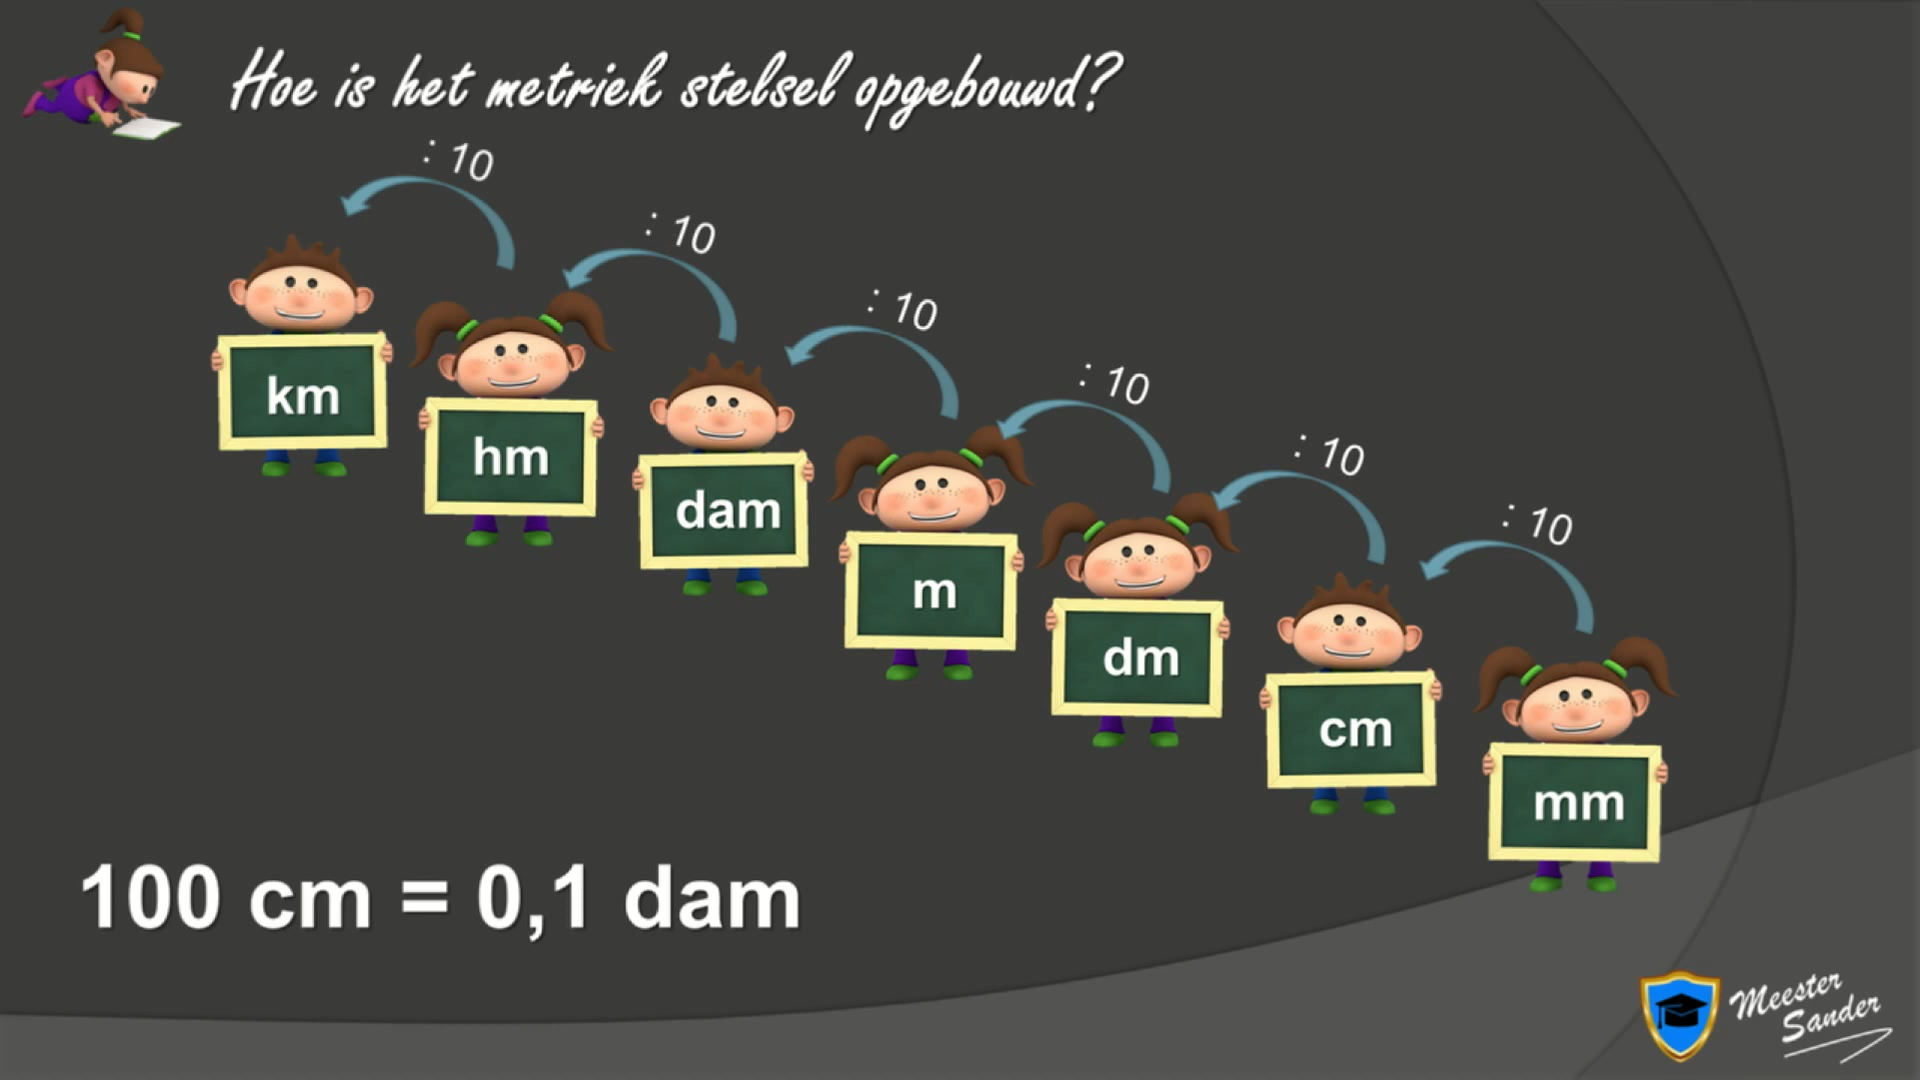 Hoe is het metriek stelsel opgebouwd?
: 10
: 10
: 10
: 10
: 10
: 10
km
hm
dam
m
dm
cm
mm
100 cm = 0,1 dam
Meester
Sander